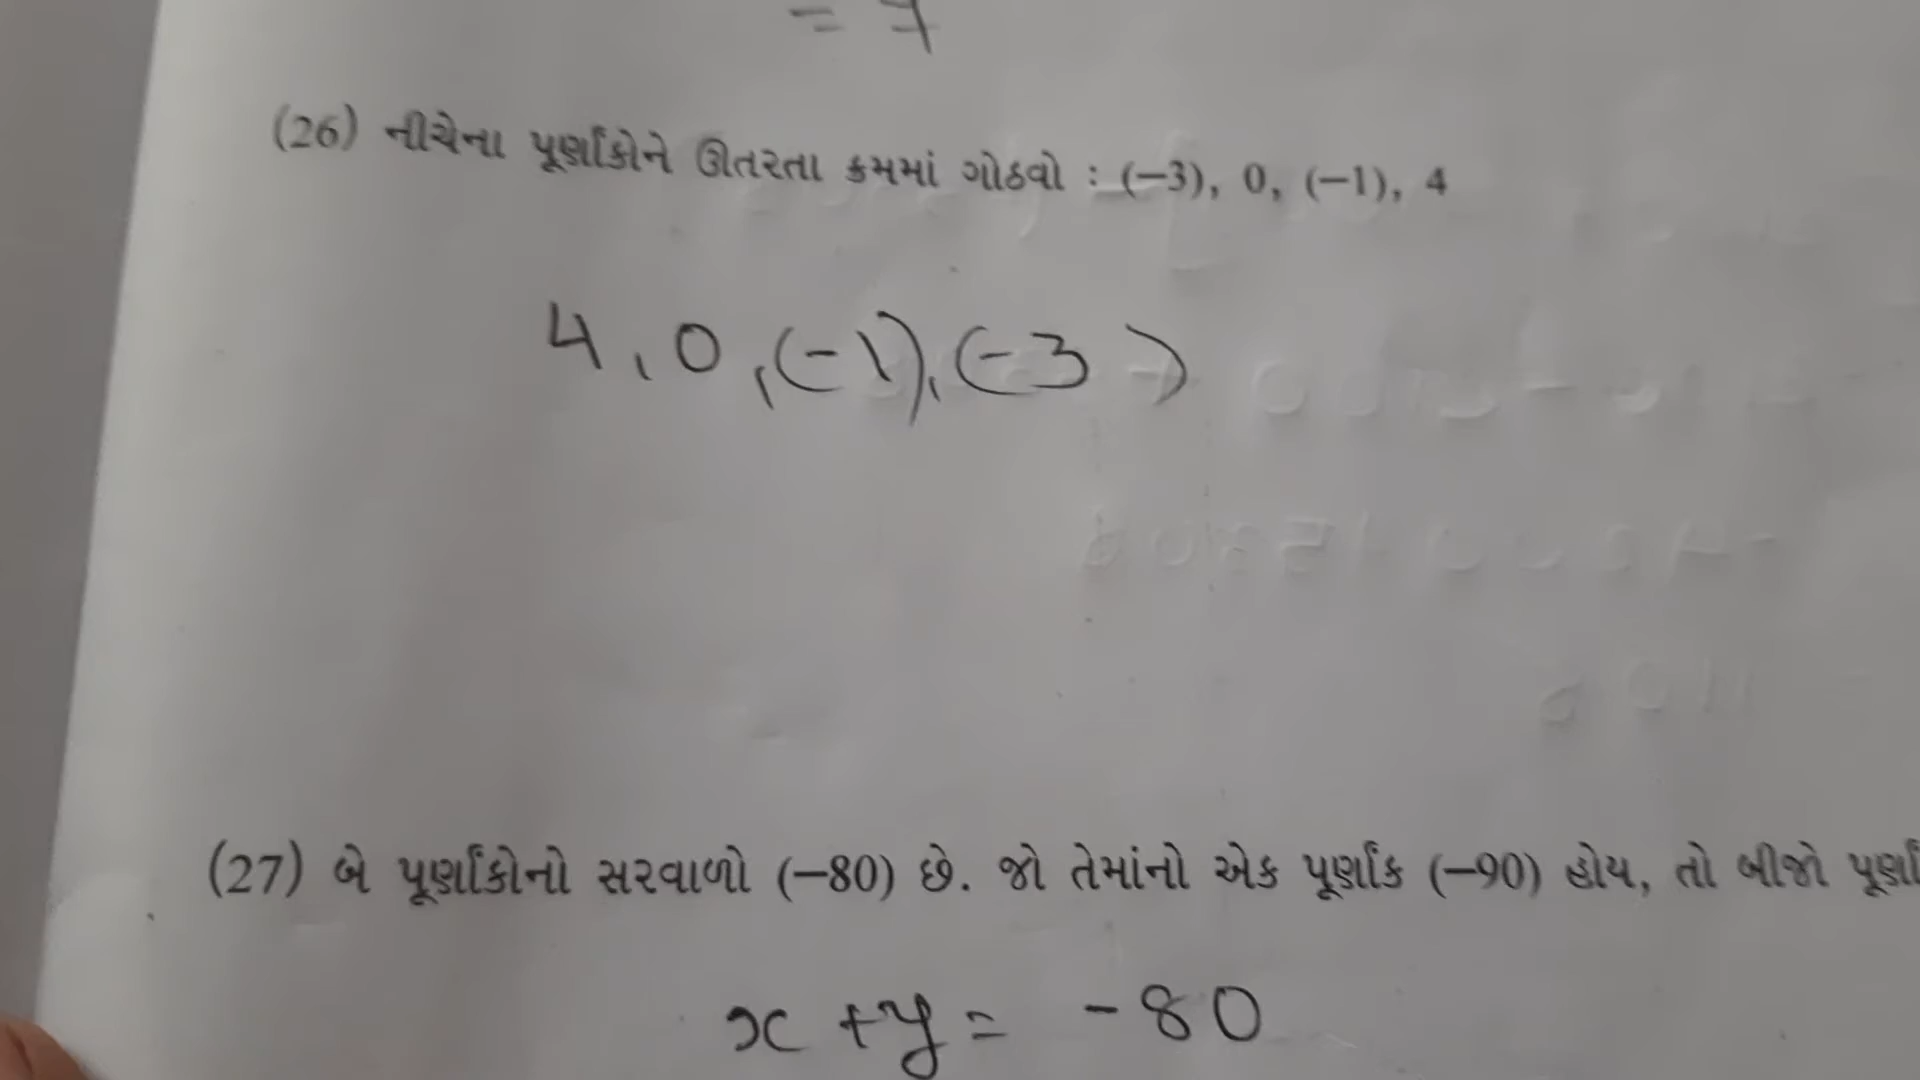 = 7
(26) નીચેના પૂર્ણાંકોને ઊતરતા ક્રમમાં ગોઠવો : (−3), 0, (−1), 4
4, 0, (-1), (-3)
(27) બે પૂર્ણાંકોનો સરવાળો (−80) છે. જો તેમાંનો એક પૂર્ણાંક (−90) હોય, તો બીજો
x + y = -80